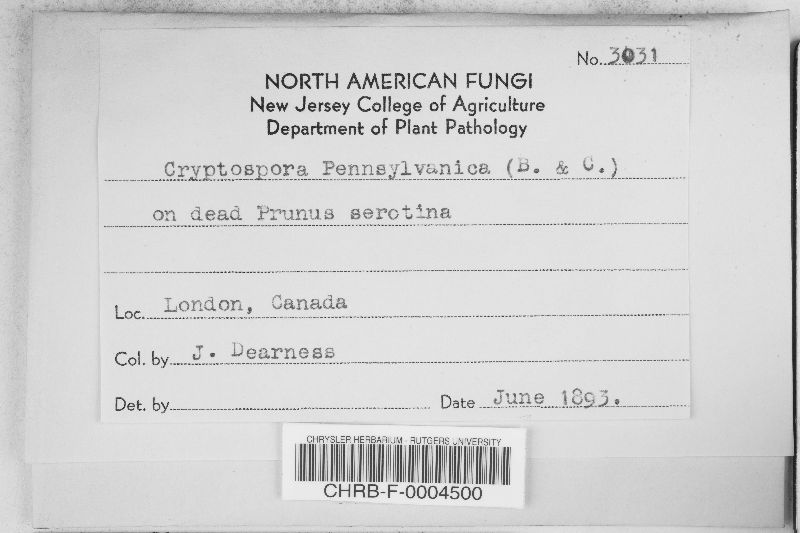 No. 3031
NORTH AMERICAN FUNGI
New Jersey College of Agriculture
Department of Plant Pathology
Cryptospora Pennsylvanica (B. & C.)
on dead Prunus serotina
Loc. London, Canada
Col. by J. Dearness
Det. by
Date June 1893.
CHRYSLER HERBARIUM - RUTGERS UNIVERSITY
CHRB-F-0004500